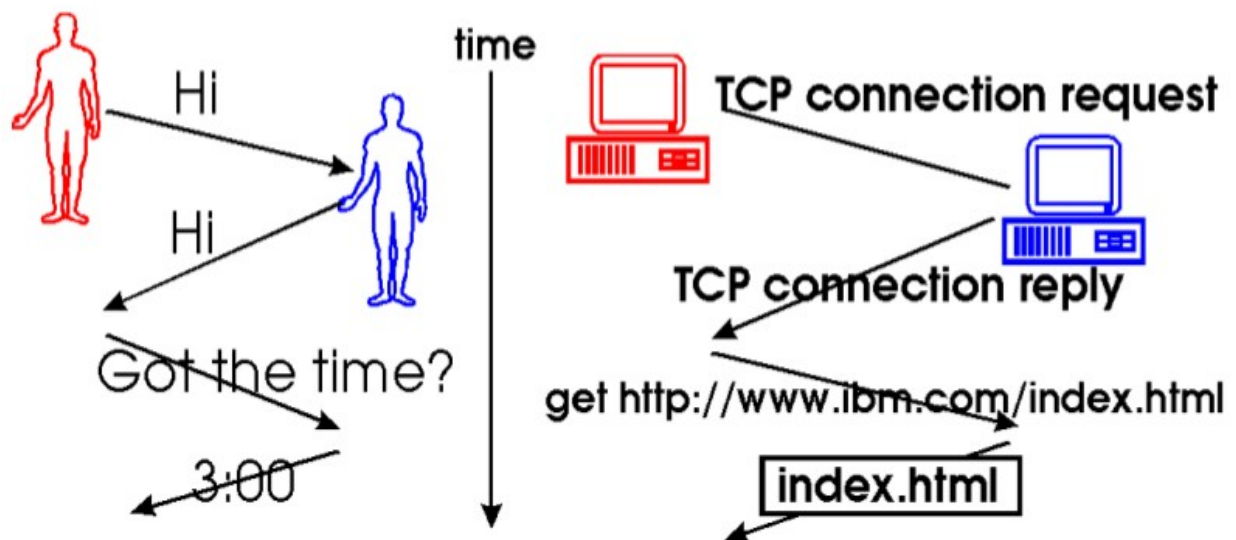 Hi
Hi
Got the time?
3:00
time
TCP connection request
TCP connection reply
get http://www.ibm.com/index.html
index.html